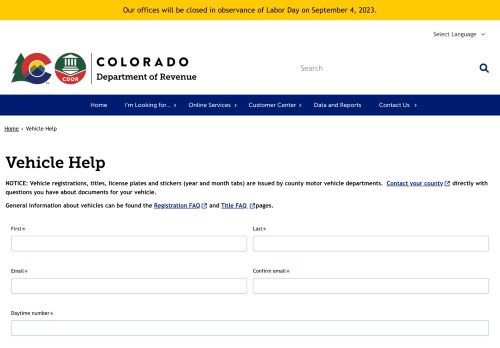 Our offices will be closed in observance of Labor Day on September 4, 2023.
Select Language
COLORADO
Department of Revenue
CDOR
Search
Home I'm Looking for... Online Services Customer Center Data and Reports Contact Us
Home › Vehicle Help
Vehicle Help
NOTICE: Vehicle registrations, titles, license plates and stickers (year and month tabs) are issued by county motor vehicle departments. Contact your county directly with
questions you have about documents for your vehicle.
General information about vehicles can be found the Registration FAQ and Title FAQ pages.
First* Last*
Email* Confirm email*
Daytime number*